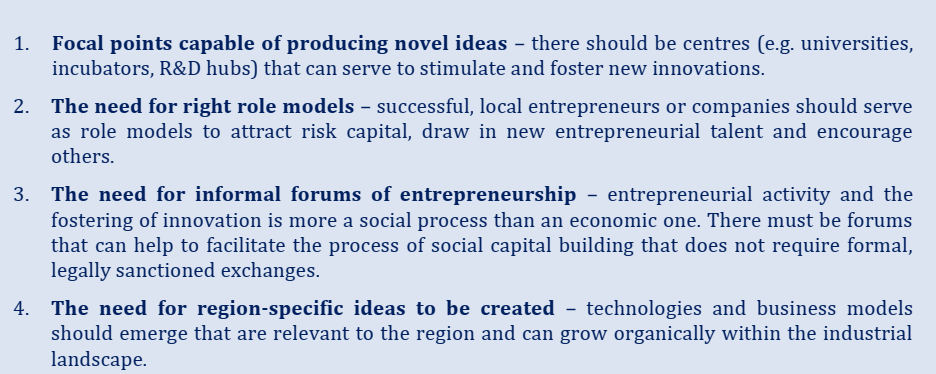 1. Focal points capable of producing novel ideas – there should be centres (e.g. universities,
incubators, R&D hubs) that can serve to stimulate and foster new innovations.
2. The need for right role models – successful, local entrepreneurs or companies should serve
as role models to attract risk capital, draw in new entrepreneurial talent and encourage
others.
3. The need for informal forums of entrepreneurship – entrepreneurial activity and the
fostering of innovation is more a social process than an economic one. There must be forums
that can help to facilitate the process of social capital building that does not require formal,
legally sanctioned exchanges.
4. The need for region-specific ideas to be created – technologies and business models
should emerge that are relevant to the region and can grow organically within the industrial
landscape.